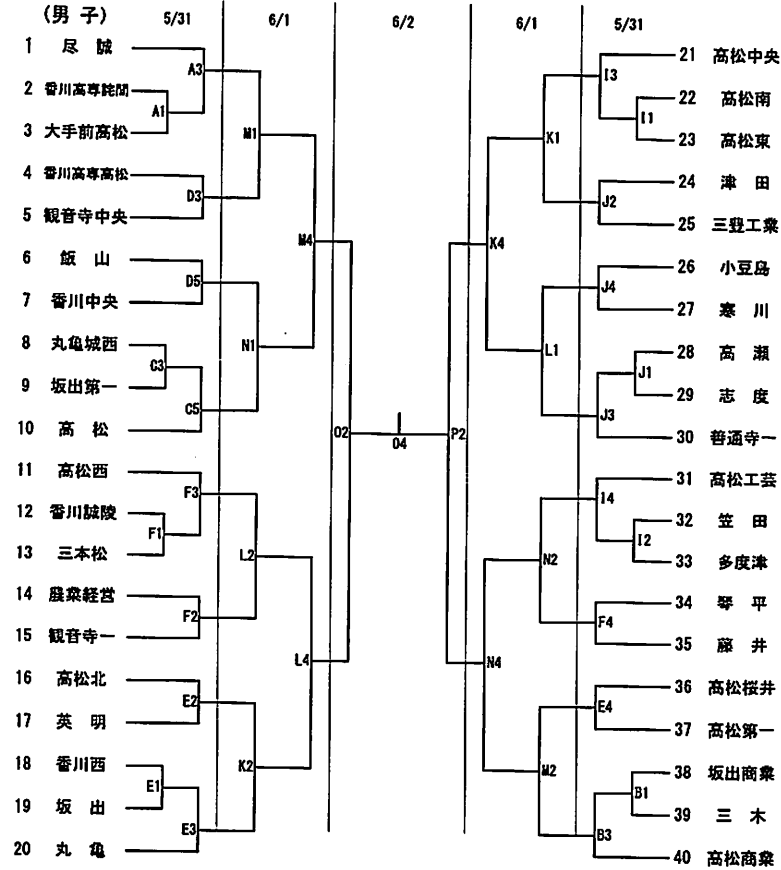 (男 子)
5/31 6/1 6/2 6/1 5/31
1 尽 誠
2 香川高専詫間
3 大手前高松
4 香川高専高松
5 観音寺中央
6 飯 山
7 香川中央
8 丸亀城西
9 坂出第一
10 高 松
11 高松西
12 香川誠陵
13 三本松
14 農業経営
15 観音寺一
16 高松北
17 英 明
18 香川西
19 坂 出
20 丸 亀
A3
A1
M1
D3
M4
D5
N1
C3
C5
F3
F1
L2
F2
L4
E2
K2
E1
E3
O2
O4
P2
K4
N4
K1
L1
N2
M2
I3
I1
J2
J4
J1
J3
I4
I2
F4
E4
B1
B3
21 高松中央
22 高松南
23 高松東
24 津 田
25 三豊工業
26 小豆島
27 寒 川
28 高 瀬
29 志 度
30 善通寺一
31 高松工芸
32 笠 田
33 多度津
34 琴 平
35 藤 井
36 高松桜井
37 高松第一
38 坂出商業
39 三 木
40 高松商業